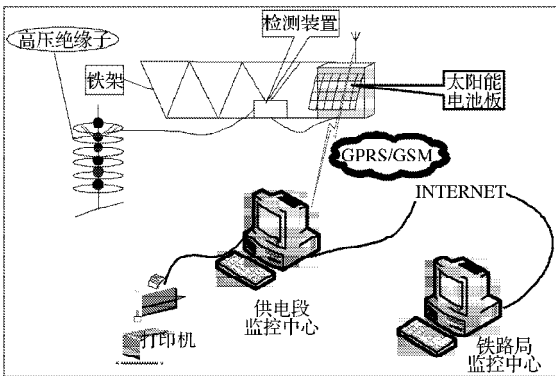 检测装置
高压绝缘子
铁架
太阳能
电池板
GPRS/GSM
INTERNET
供电段
监控中心
打印机
铁路局
监控中心